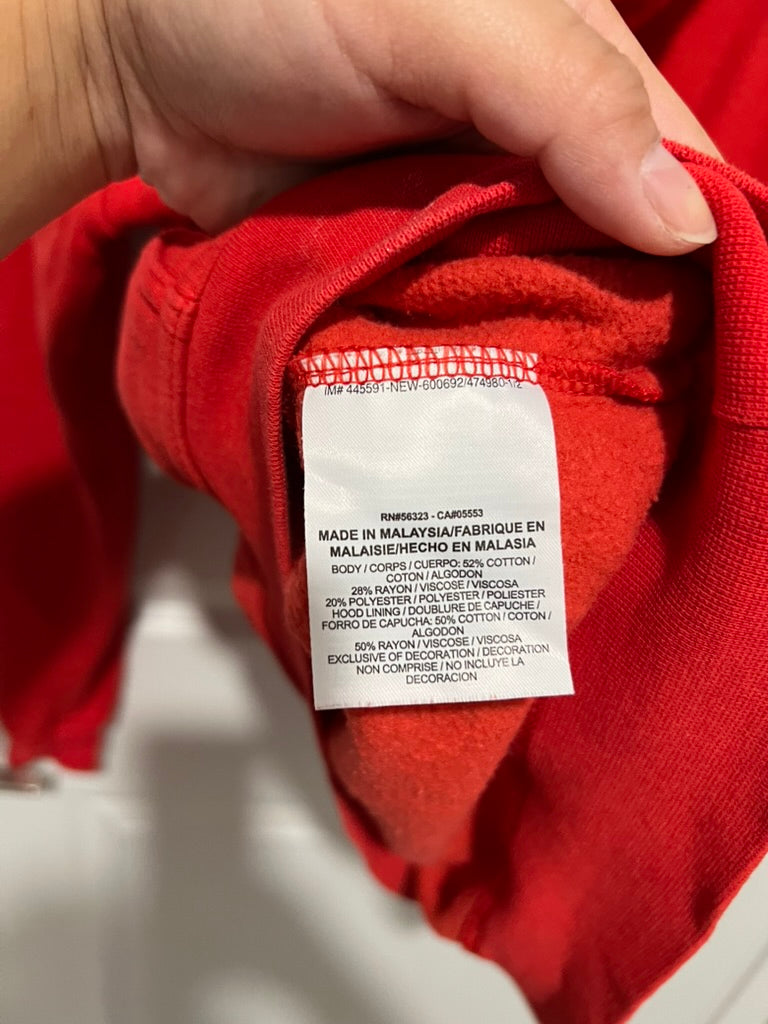 IM# 445591-NEW-600692/474980-1/2
RN#56323 - CA#05553
MADE IN MALAYSIA/FABRIQUE EN
MALAISIE/HECHO EN MALASIA
BODY / CORPS / CUERPO: 52% COTTON /
COTON / ALGODON
28% RAYON / VISCOSE / VISCOSA
20% POLYESTER / POLYESTER / POLIESTER
HOOD LINING / DOUBLURE DE CAPUCHE /
FORRO DE CAPUCHA: 50% COTTON / COTON /
ALGODON
50% RAYON / VISCOSE / VISCOSA
EXCLUSIVE OF DECORATION / DECORATION
NON COMPRISE / NO INCLUYE LA
DECORACION